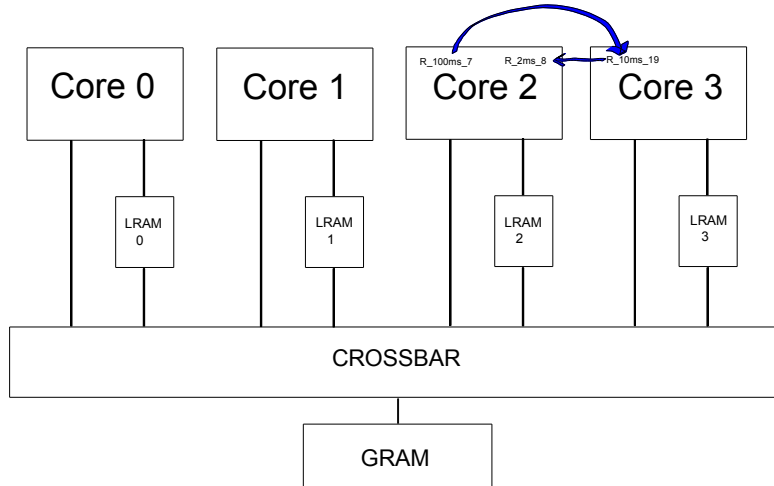 R_100ms_7
R_2ms_8
R_10ms_19
Core 0
Core 1
Core 2
Core 3
LRAM
0
LRAM
1
LRAM
2
LRAM
3
CROSSBAR
GRAM